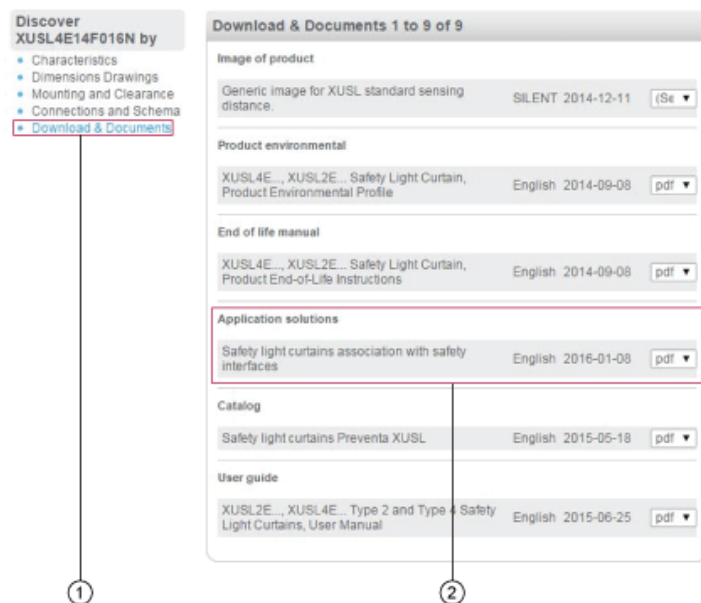 Discover
XUSL4E14F016N by
Characteristics
Dimensions Drawings
Mounting and Clearance
Connections and Schema
Download & Documents
Download & Documents 1 to 9 of 9
Image of product
Generic image for XUSL standard sensing
distance.
SILENT 2014-12-11 (Se ▼
Product environmental
XUSL4E..., XUSL2E... Safety Light Curtain,
Product Environmental Profile
English 2014-09-08 pdf ▼
End of life manual
XUSL4E..., XUSL2E... Safety Light Curtain,
Product End-of-Life Instructions
English 2014-09-08 pdf ▼
Application solutions
Safety light curtains association with safety
interfaces
English 2016-01-08 pdf ▼
Catalog
Safety light curtains Preventa XUSL English 2015-05-18 pdf ▼
User guide
XUSL2E..., XUSL4E... Type 2 and Type 4 Safety
Light Curtains, User Manual
English 2015-06-25 pdf ▼
1 2